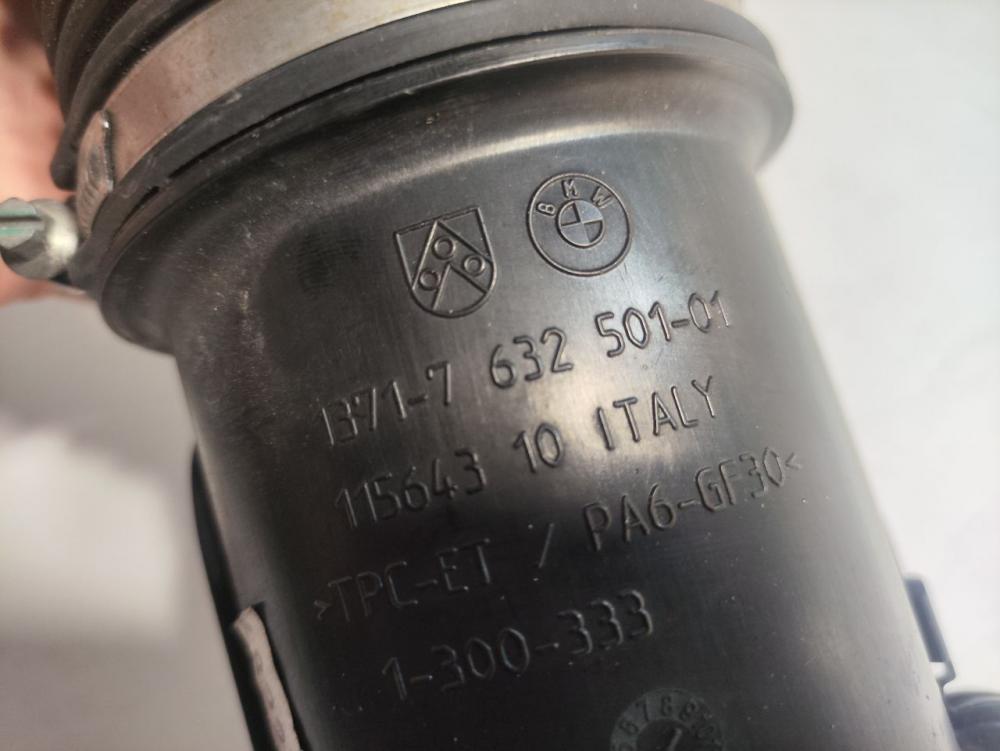 BMW
1371-7 632 501-01
115643 10 ITALY
>TPC-ET / PA6-GF30<
1-300-333